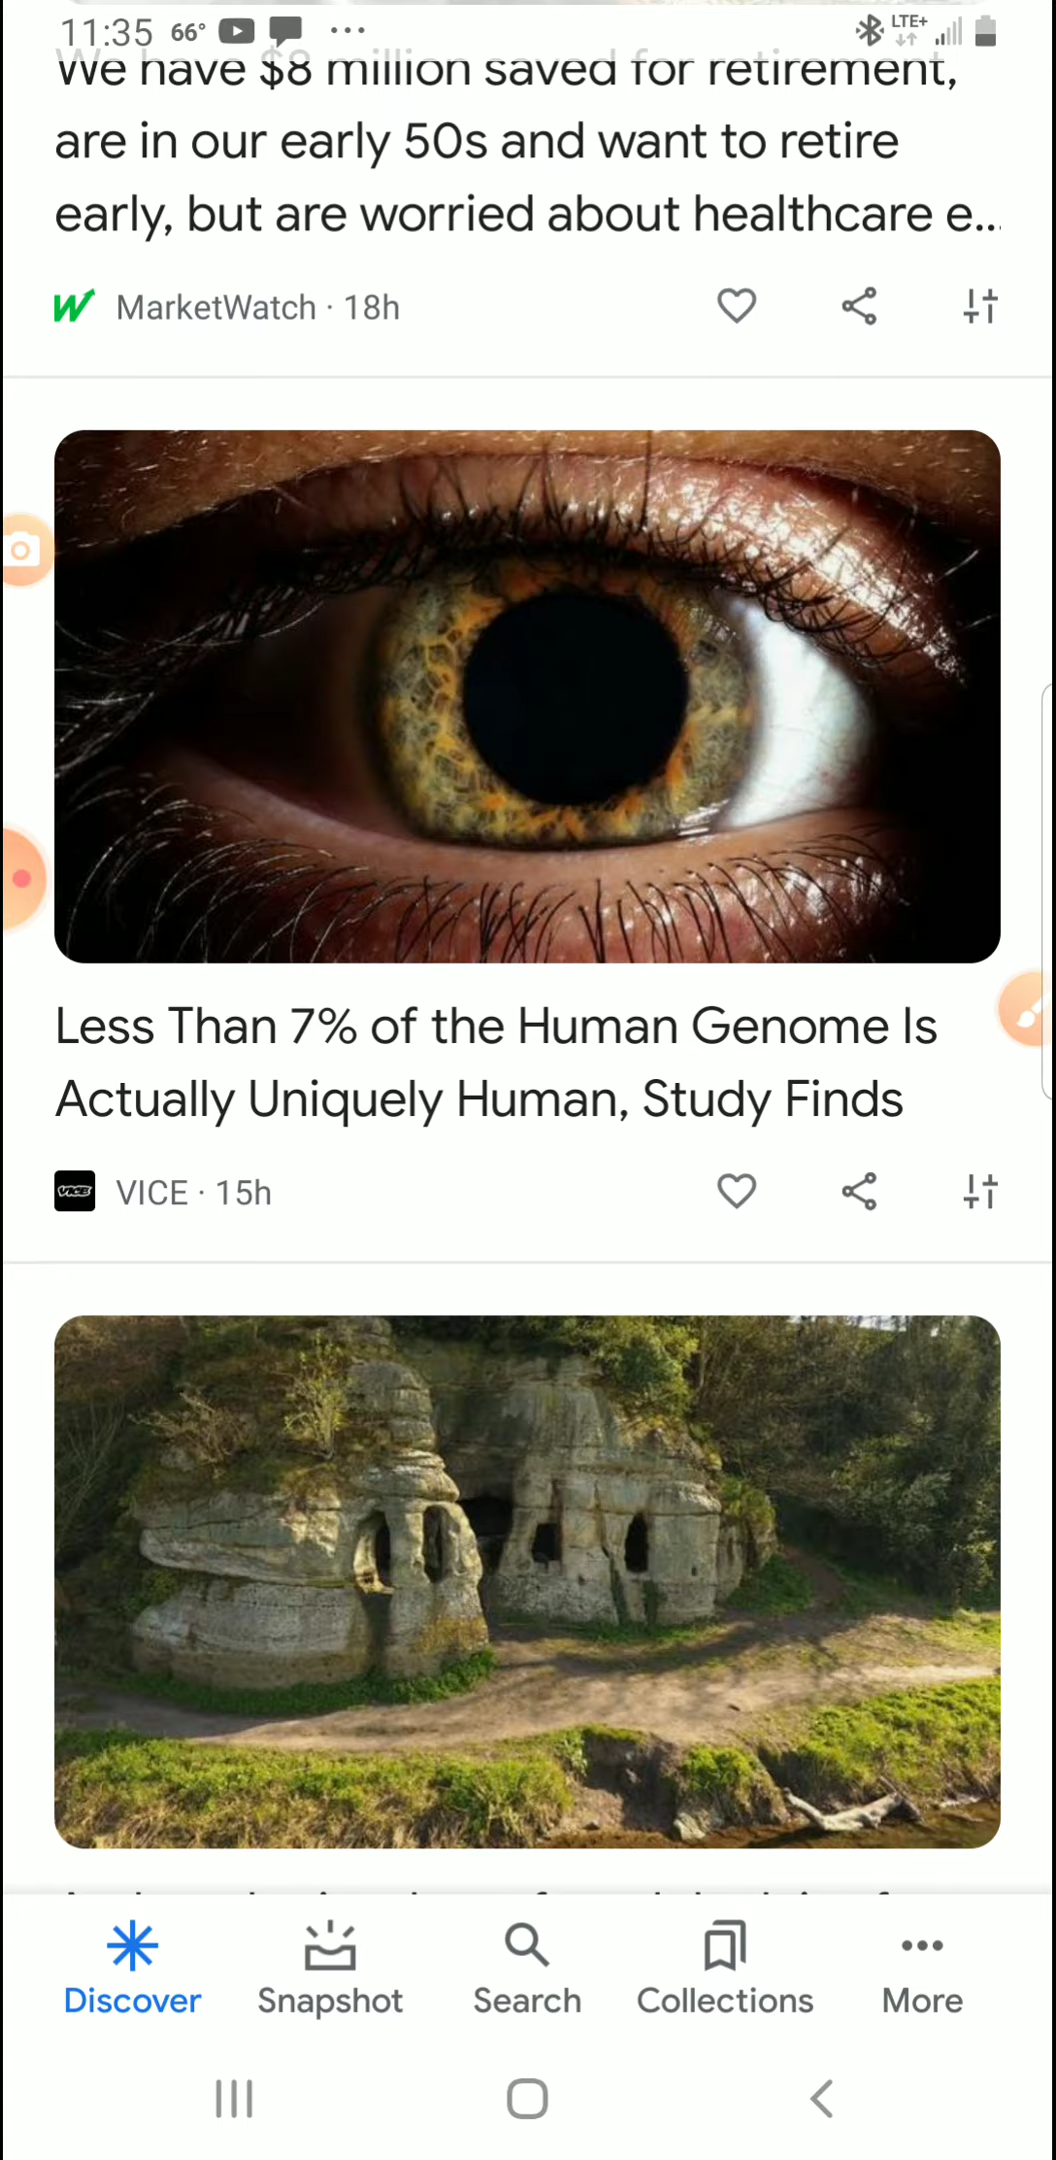 11:35 66° LTE+
We have $8 million saved for retirement,
are in our early 50s and want to retire
early, but are worried about healthcare e...
MarketWatch · 18h
Less Than 7% of the Human Genome Is
Actually Uniquely Human, Study Finds
VICE VICE · 15h
Discover Snapshot Search Collections More